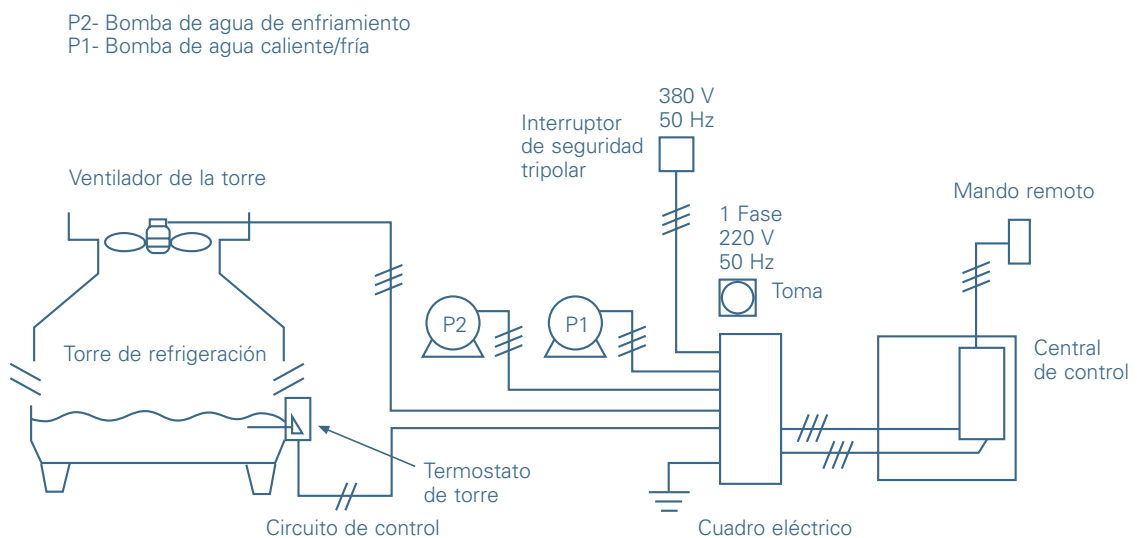 P2- Bomba de agua de enfriamiento
P1- Bomba de agua caliente/fría
380 V
50 Hz
Interruptor
de seguridad
tripolar
Ventilador de la torre
Mando remoto
1 Fase
220 V
50 Hz
Toma
P2
P1
Torre de refrigeración
Central
de control
Termostato
de torre
Circuito de control
Cuadro eléctrico